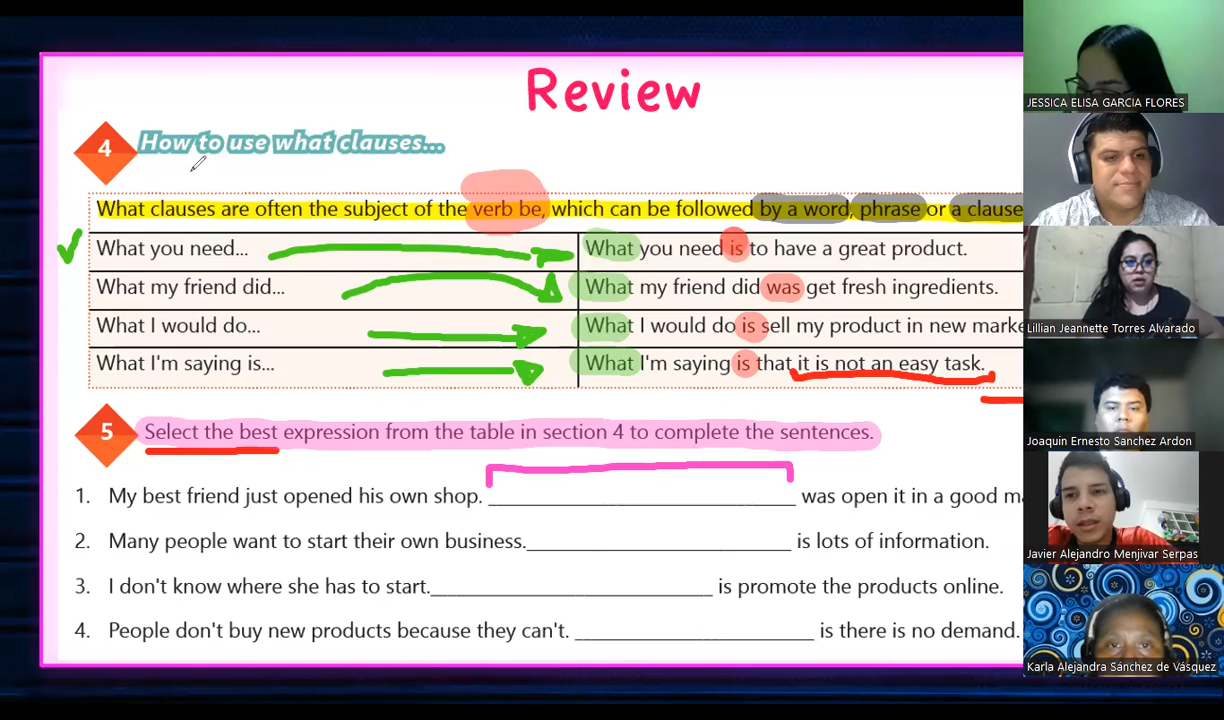 Review
4 How to use what clauses...
What clauses are often the subject of the verb be, which can be followed by a word, phrase or a clause
What you need... What you need is to have a great product.
What my friend did... What my friend did was get fresh ingredients.
What I would do... What I would do is sell my product in new marke
What I'm saying is... What I'm saying is that it is not an easy task.
5 Select the best expression from the table in section 4 to complete the sentences.
1. My best friend just opened his own shop. ______ was open it in a good ma
2. Many people want to start their own business.______ is lots of information.
3. I don't know where she has to start.______ is promote the products online.
4. People don't buy new products because they can't. ______ is there is no demand.
JESSICA ELISA GARCIA FLORES
Lillian Jeannette Torres Alvarado
Joaquin Ernesto Sanchez Ardon
Javier Alejandro Menjivar Serpas
Karla Alejandra Sánchez de Vásquez